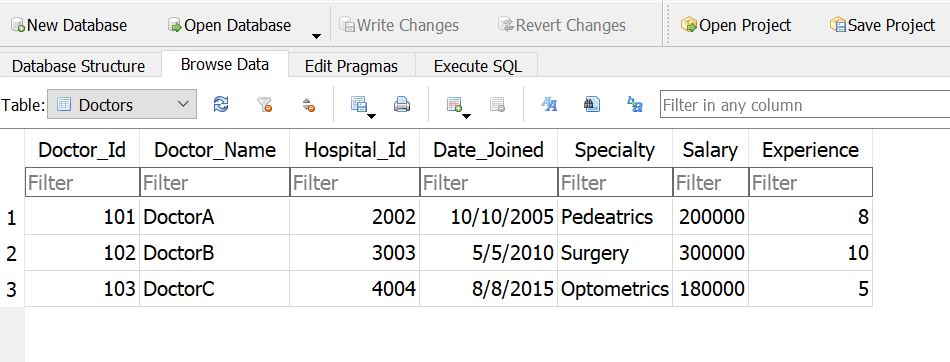 New Database Open Database Write Changes Revert Changes Open Project Save Project
Database Structure Browse Data Edit Pragmas Execute SQL
Table: Doctors Filter in any column
Doctor_Id Doctor_Name Hospital_Id Date_Joined Specialty Salary Experience
Filter Filter Filter Filter Filter Filter Filter
1 101 DoctorA 2002 10/10/2005 Pedeatrics 200000 8
2 102 DoctorB 3003 5/5/2010 Surgery 300000 10
3 103 DoctorC 4004 8/8/2015 Optometrics 180000 5